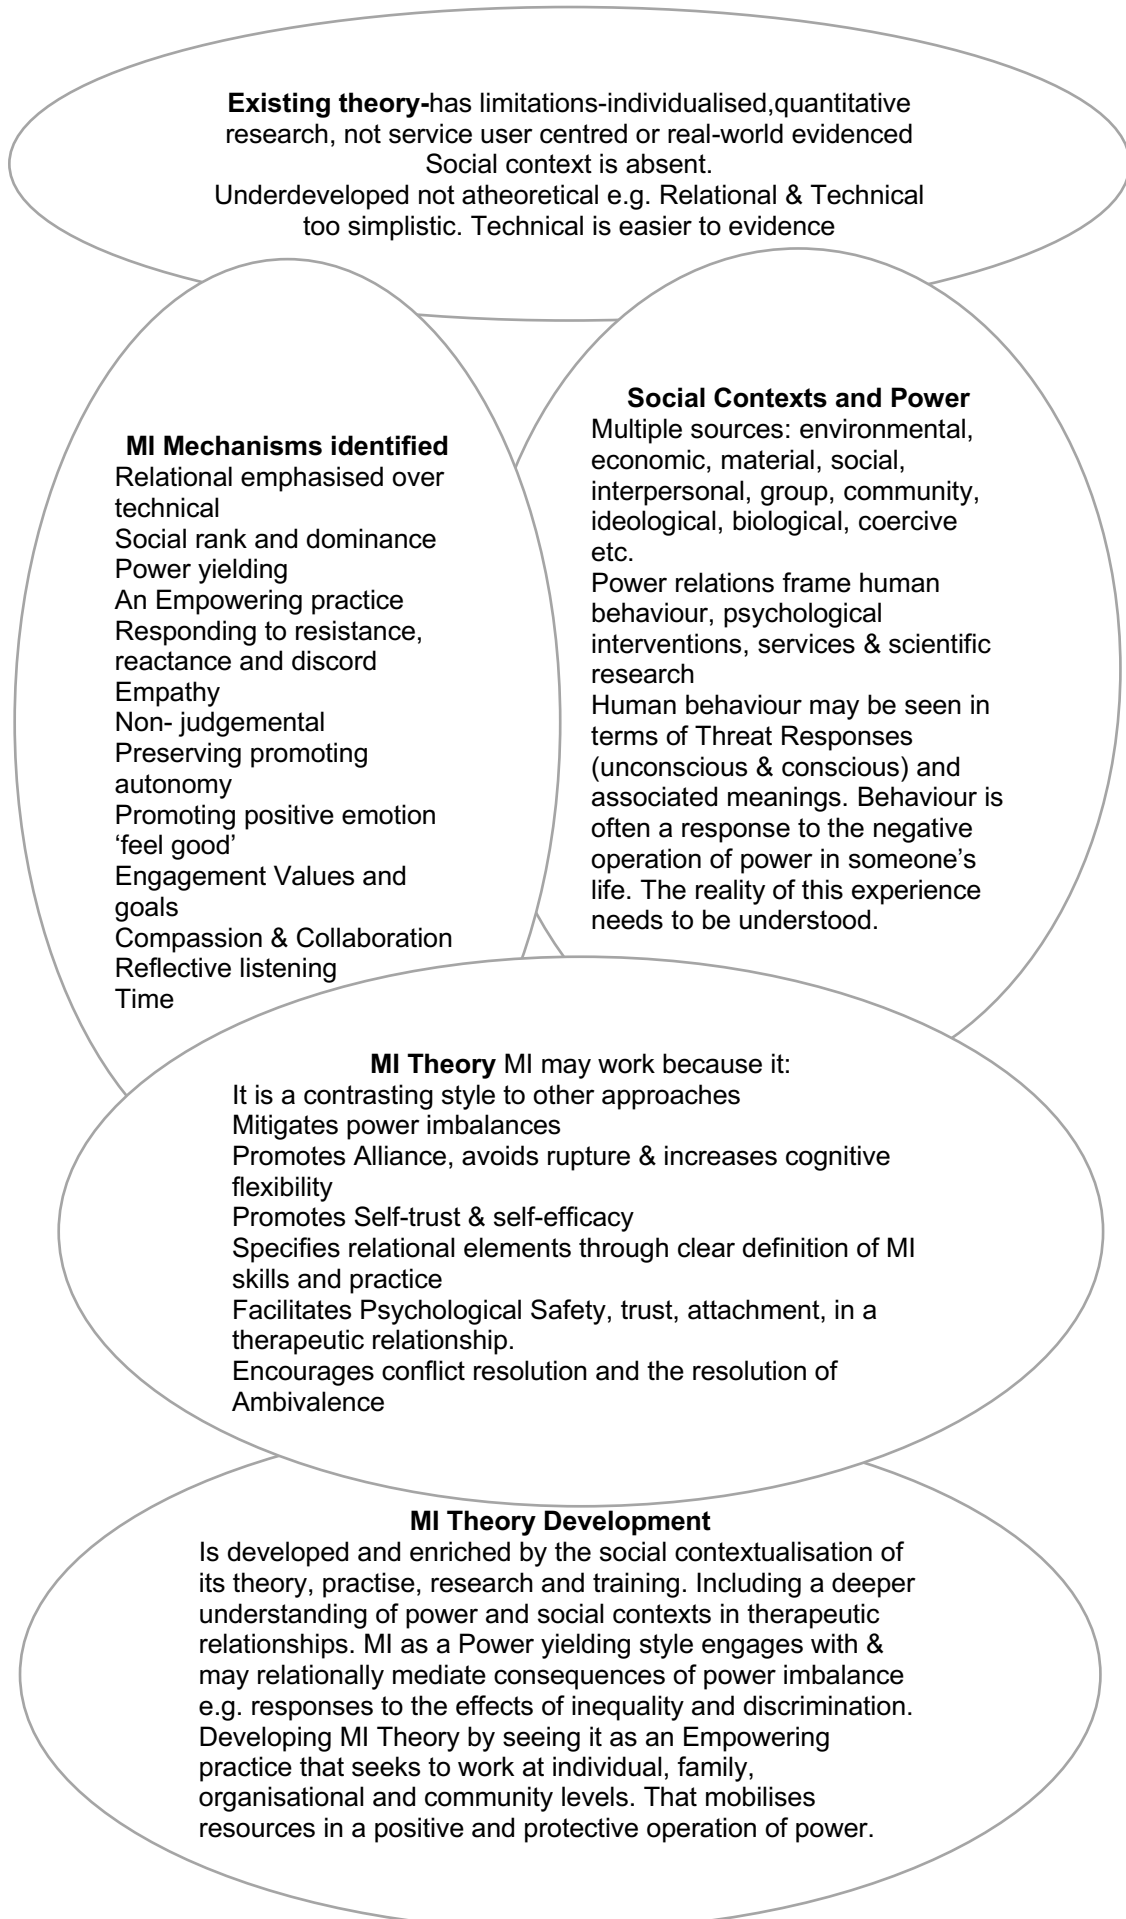 Existing theory-has limitations-individualised,quantitative
research, not service user centred or real-world evidenced
Social context is absent.
Underdeveloped not atheoretical e.g. Relational & Technical
too simplistic. Technical is easier to evidence
MI Mechanisms identified
Relational emphasised over
technical
Social rank and dominance
Power yielding
An Empowering practice
Responding to resistance,
reactance and discord
Empathy
Non- judgemental
Preserving promoting
autonomy
Promoting positive emotion
‘feel good’
Engagement Values and
goals
Compassion & Collaboration
Reflective listening
Time
Social Contexts and Power
Multiple sources: environmental,
economic, material, social,
interpersonal, group, community,
ideological, biological, coercive
etc.
Power relations frame human
behaviour, psychological
interventions, services & scientific
research
Human behaviour may be seen in
terms of Threat Responses
(unconscious & conscious) and
associated meanings. Behaviour is
often a response to the negative
operation of power in someone’s
life. The reality of this experience
needs to be understood.
MI Theory MI may work because it:
It is a contrasting style to other approaches
Mitigates power imbalances
Promotes Alliance, avoids rupture & increases cognitive
flexibility
Promotes Self-trust & self-efficacy
Specifies relational elements through clear definition of MI
skills and practice
Facilitates Psychological Safety, trust, attachment, in a
therapeutic relationship.
Encourages conflict resolution and the resolution of
Ambivalence
MI Theory Development
Is developed and enriched by the social contextualisation of
its theory, practise, research and training. Including a deeper
understanding of power and social contexts in therapeutic
relationships. MI as a Power yielding style engages with &
may relationally mediate consequences of power imbalance
e.g. responses to the effects of inequality and discrimination.
Developing MI Theory by seeing it as an Empowering
practice that seeks to work at individual, family,
organisational and community levels. That mobilises
resources in a positive and protective operation of power.